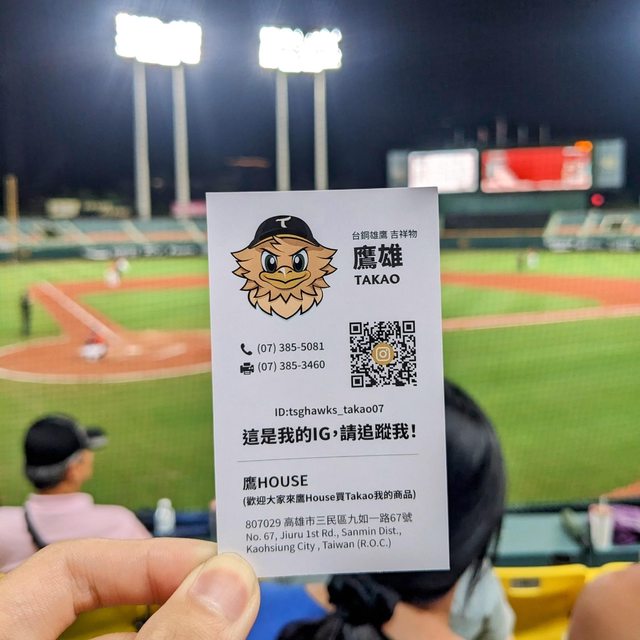 T
台鋼雄鷹 吉祥物
鷹雄
TAKAO
(07) 385-5081
(07) 385-3460
ID:tsghawks_takao07
這是我的IG,請追蹤我!
鷹HOUSE
(歡迎大家來鷹House買Takao我的商品)
807029 高雄市三民區九如一路67號
No. 67, Jiuru 1st Rd., Sanmin Dist.,
Kaohsiung City , Taiwan (R.O.C.)